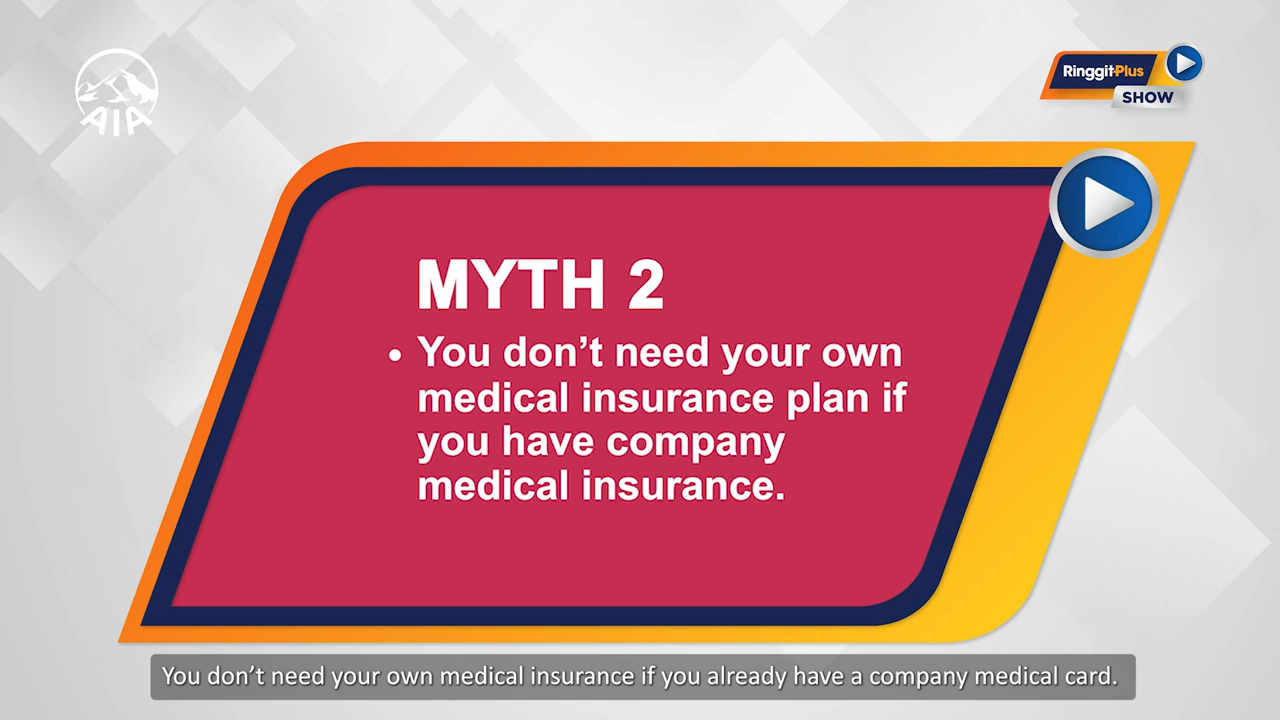 AIA
RinggitPlus
SHOW
MYTH 2
• You don’t need your own
medical insurance plan if
you have company
medical insurance.
You don’t need your own medical insurance if you already have a company medical card.